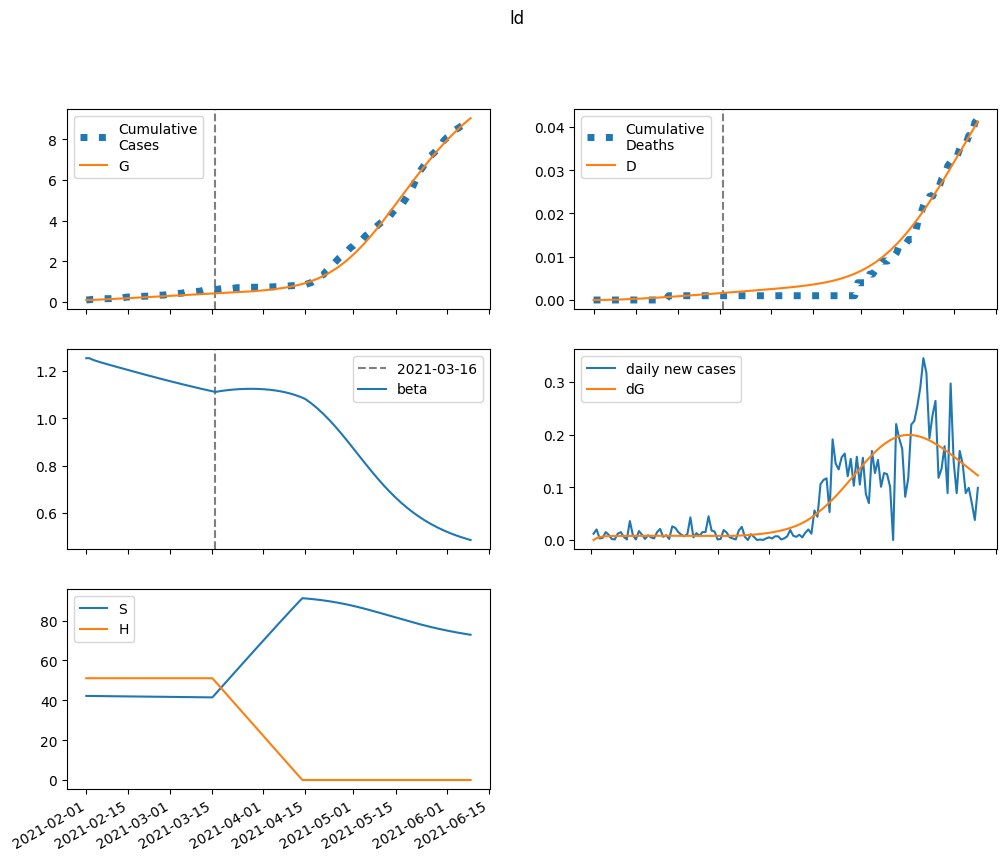 ld
Cumulative
Cases
G
0
2
4
6
8
Cumulative
Deaths
D
0.00
0.01
0.02
0.03
0.04
2021-03-16
beta
0.6
0.8
1.0
1.2
daily new cases
dG
0.0
0.1
0.2
0.3
S
H
0
20
40
60
80
2021-02-01
2021-02-15
2021-03-01
2021-03-15
2021-04-01
2021-04-15
2021-05-01
2021-05-15
2021-06-01
2021-06-15